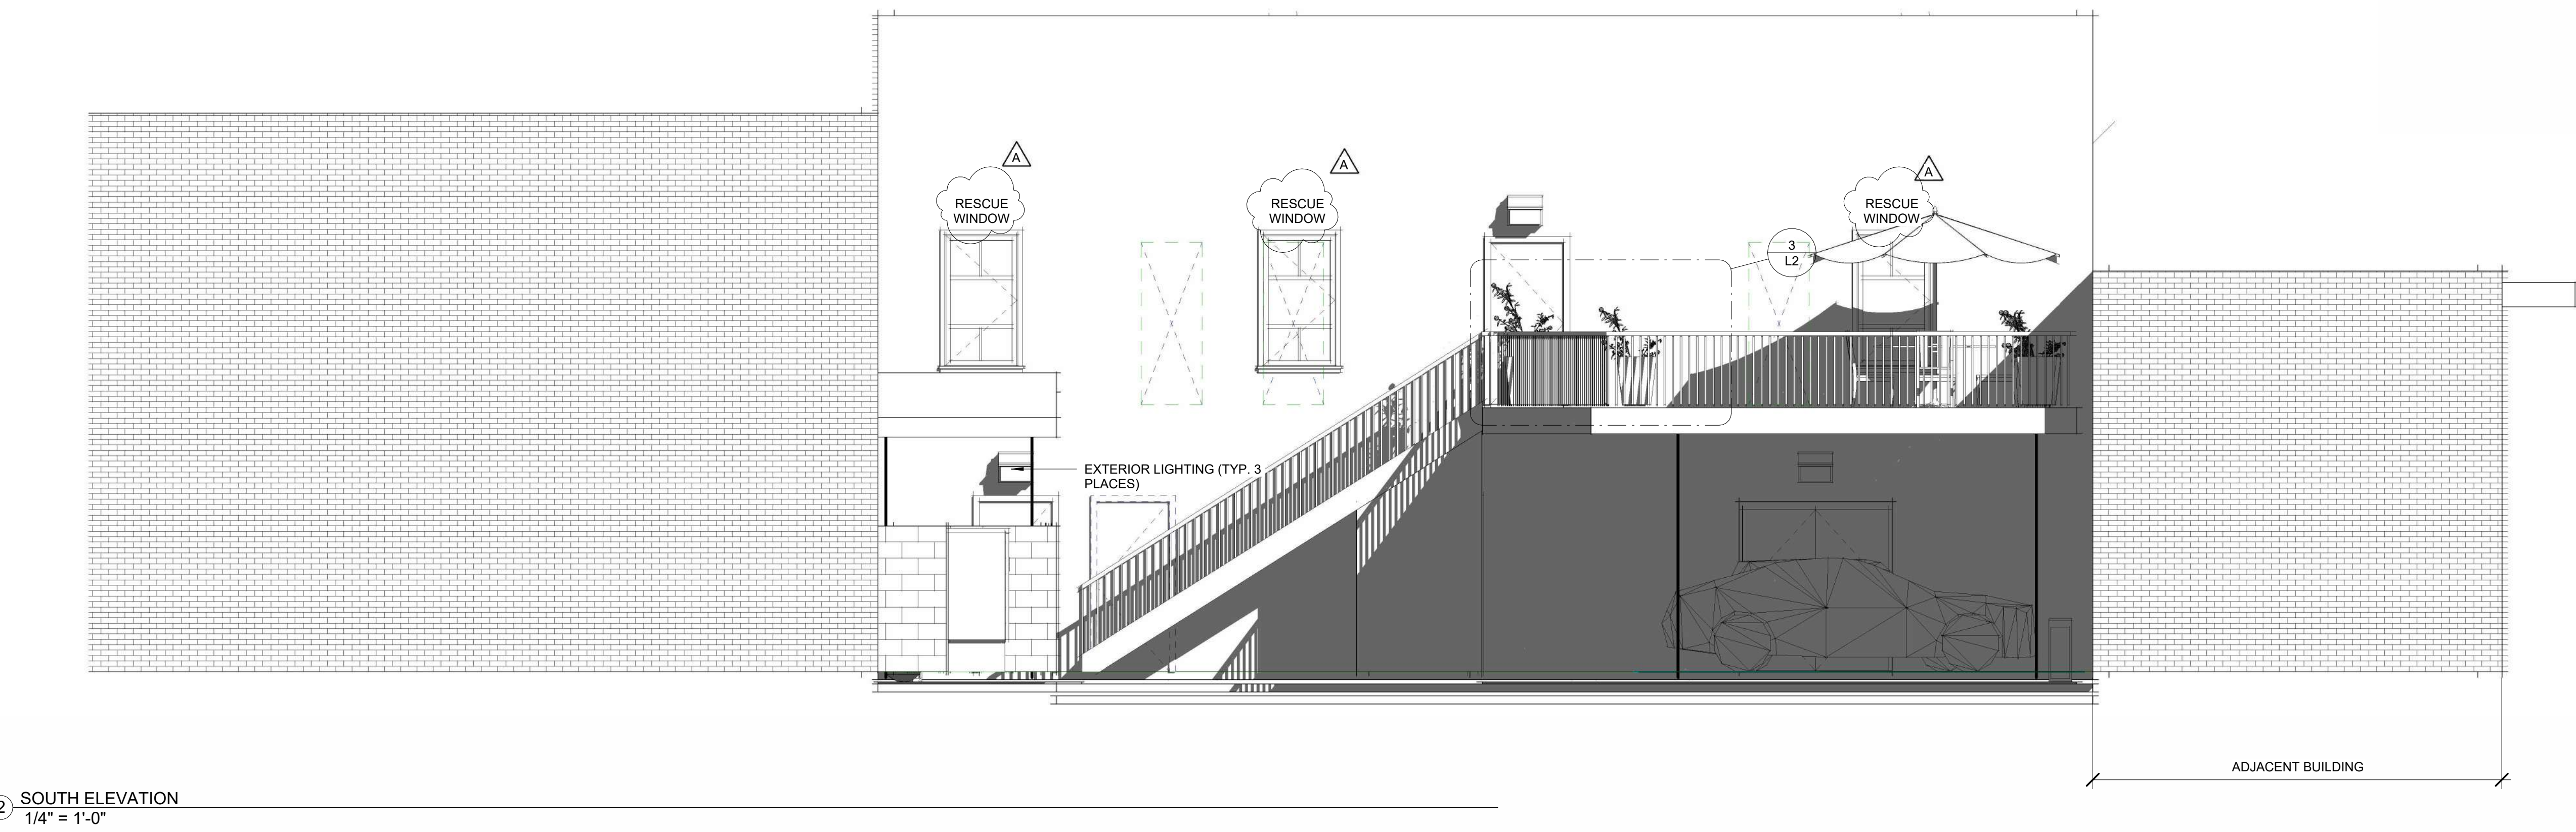 A
A
A
RESCUE
WINDOW
RESCUE
WINDOW
RESCUE
WINDOW
3
L2
EXTERIOR LIGHTING (TYP. 3
PLACES)
ADJACENT BUILDING
2 SOUTH ELEVATION
1/4" = 1'-0"